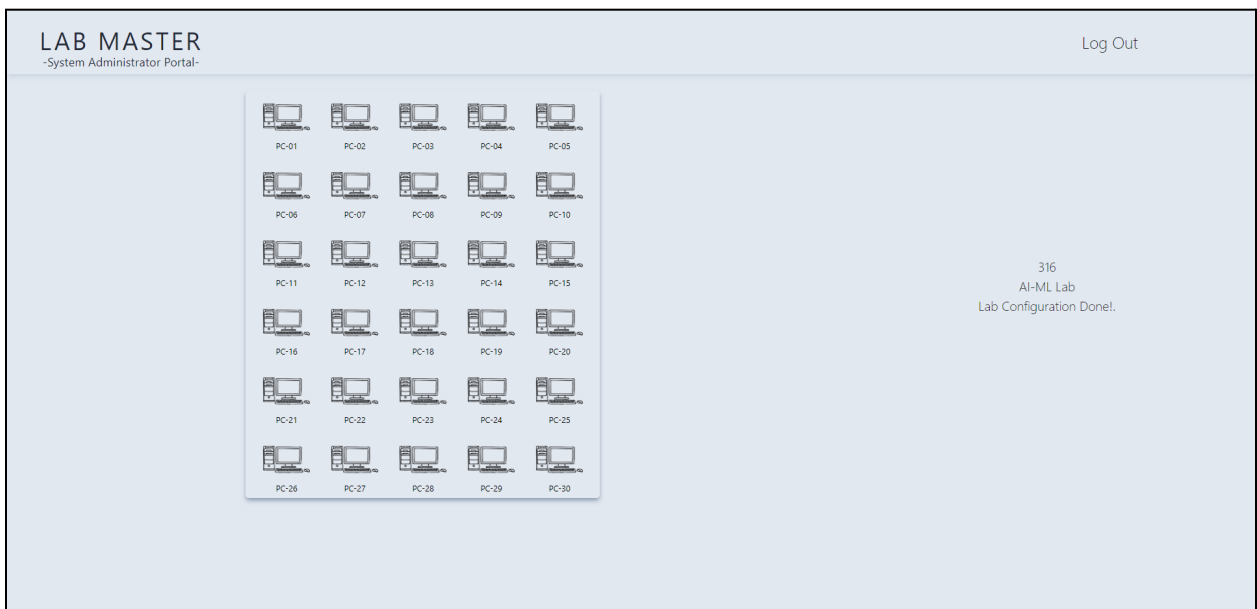 LAB MASTER
-System Administrator Portal-
Log Out
PC-01 PC-02 PC-03 PC-04 PC-05
PC-06 PC-07 PC-08 PC-09 PC-10
PC-11 PC-12 PC-13 PC-14 PC-15
PC-16 PC-17 PC-18 PC-19 PC-20
PC-21 PC-22 PC-23 PC-24 PC-25
PC-26 PC-27 PC-28 PC-29 PC-30
316
AI-ML Lab
Lab Configuration Done!.